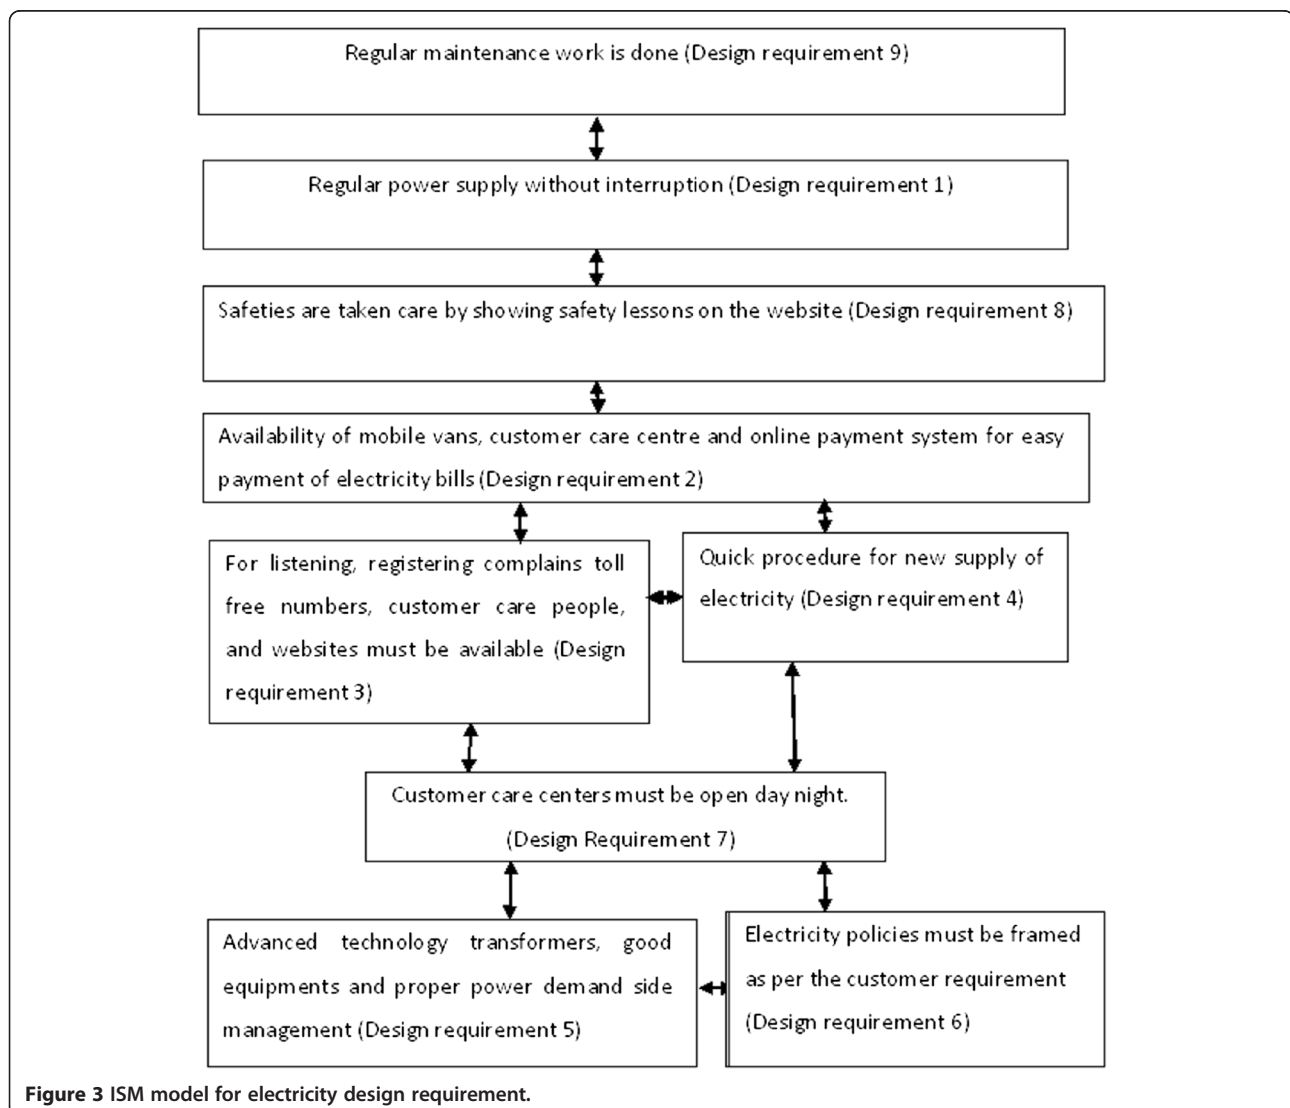 Regular maintenance work is done (Design requirement 9)
Regular power supply without interruption (Design requirement 1)
Safeties are taken care by showing safety lessons on the website (Design requirement 8)
Availability of mobile vans, customer care centre and online payment system for easy
payment of electricity bills (Design requirement 2)
For listening, registering complains toll
free numbers, customer care people,
and websites must be available (Design
requirement 3)
Quick procedure for new supply of
electricity (Design requirement 4)
Customer care centers must be open day night.
(Design Requirement 7)
Advanced technology transformers, good
equipments and proper power demand side
management (Design requirement 5)
Electricity policies must be framed
as per the customer requirement
(Design requirement 6)
Figure 3 ISM model for electricity design requirement.